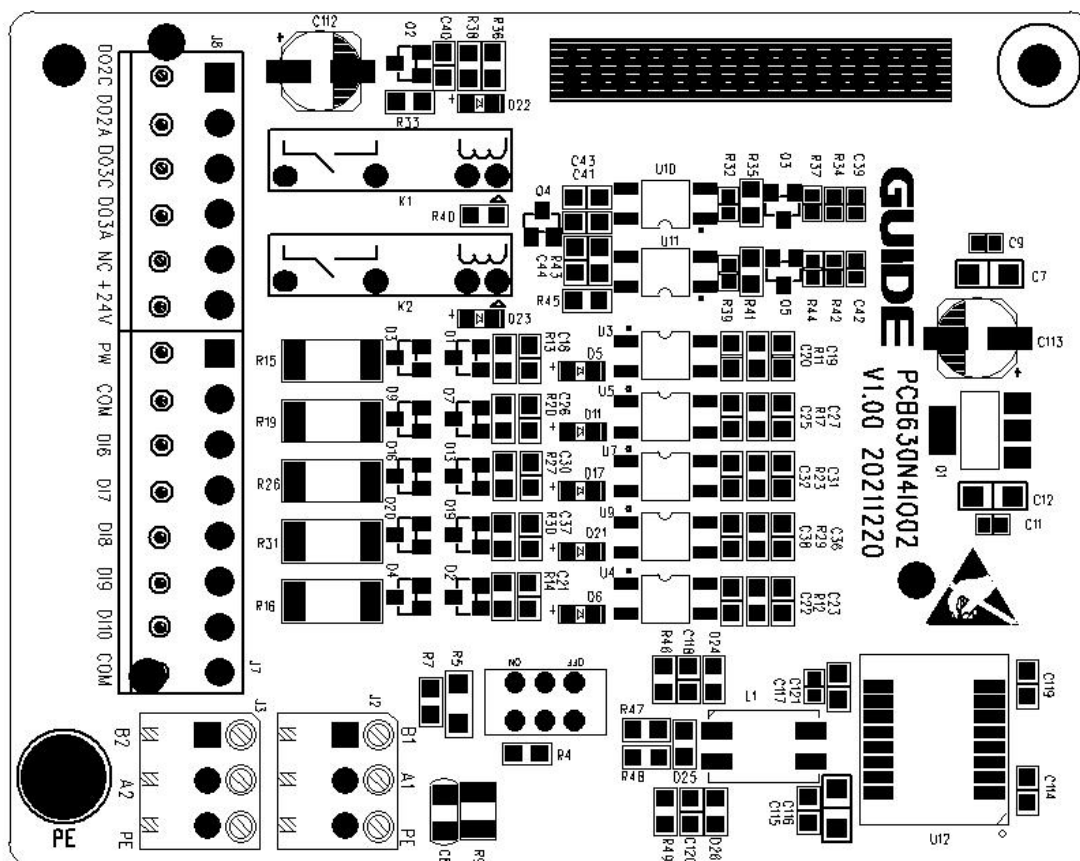 C112
Q2
C40
R38
R36
J8
DO2C
DO2A
DO3C
DO3A
NC
+24V
PW
COM
DI6
DI7
DI8
DI9
DI10
COM
J7
+
R33
+
D22
K1
R40
K2
+
D23
C43
C41
Q4
C44
R43
R45
U10
U11
R32
R35
Q3
R37
R34
C39
R39
R41
Q5
R44
R42
C42
GUIDE
PCB630N4IO02
V1.00 20211220
C9
C7
C113
+
Q1
C12
C11
R15
D3
D1
R13
C18
+
D5
U3
C20
R11
C19
R19
D9
D7
R20
C26
+
D11
U5
C25
R17
C27
R26
D16
D13
R27
C30
+
D17
U7
C32
R23
C31
R31
D20
D19
R30
C37
+
D21
U9
C38
R29
C36
R16
D4
D2
R14
C21
+
D6
U4
C22
R12
C23
R7
R5
ON
OFF
R4
R46
C118
D24
R47
R48
D25
L1
C117
C121
C119
C114
C115
C116
U12
R49
C120
D26
J3
J2
B2
A2
PE
B1
A1
PE
PE